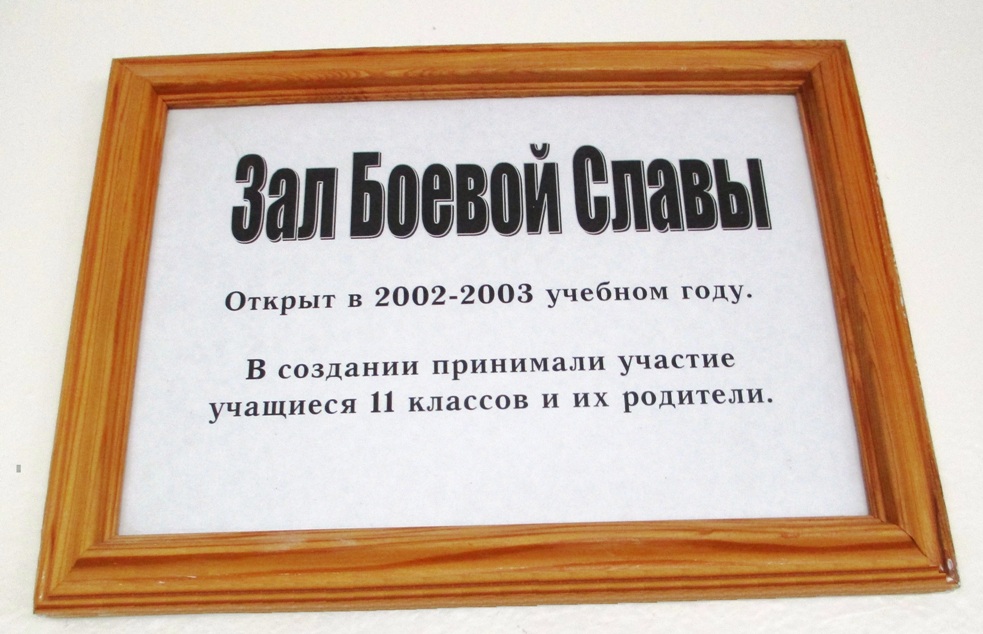 Зал Боевой Славы
Открыт в 2002-2003 учебном году.
В создании принимали участие
учащиеся 11 классов и их родители.